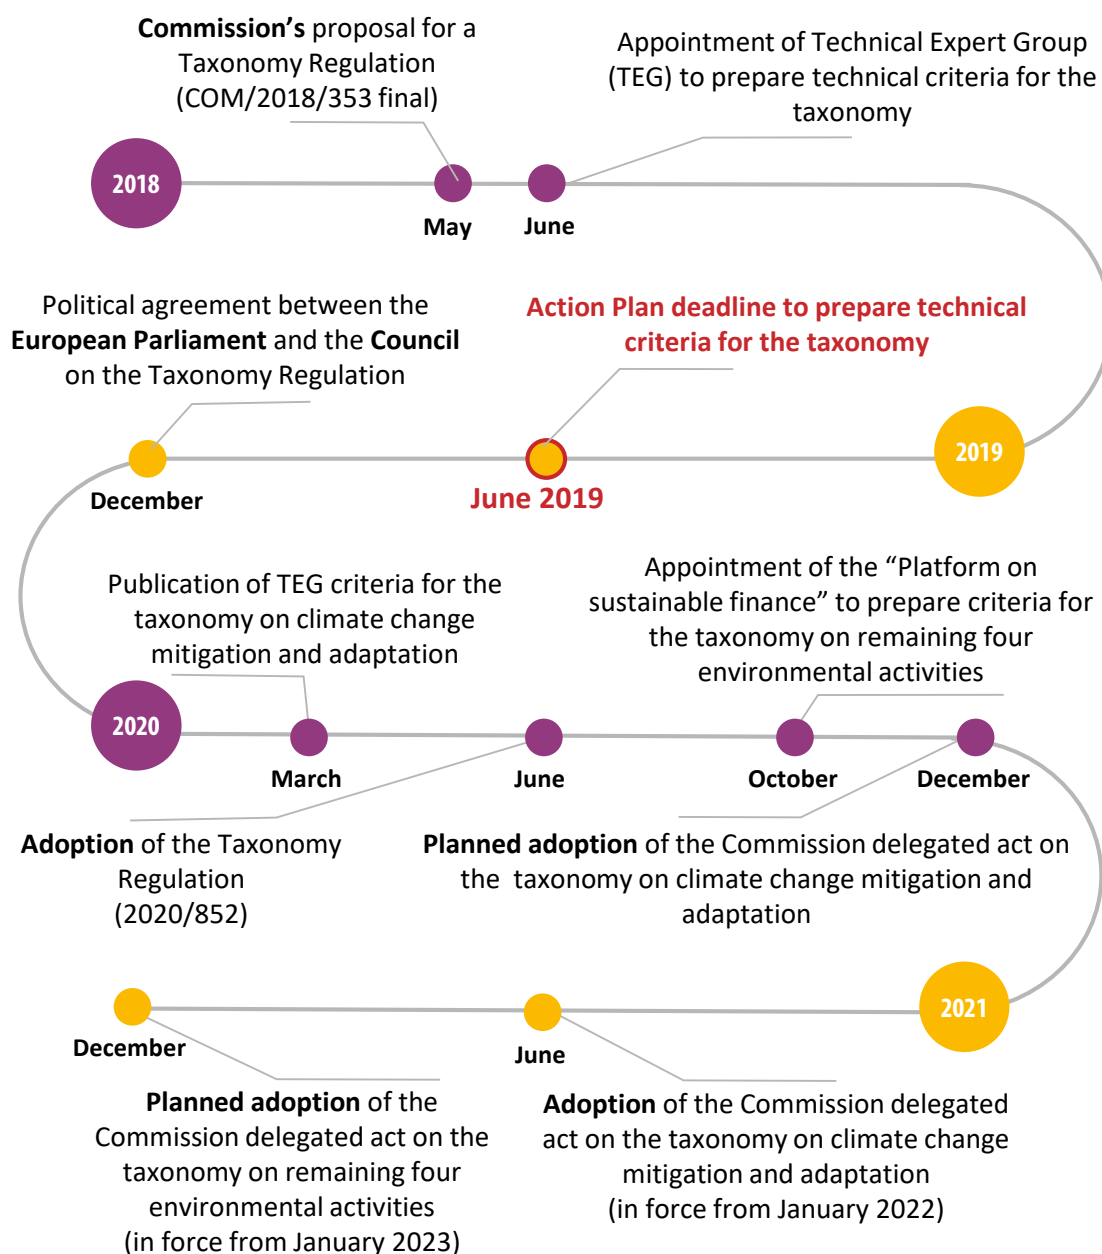 Commission's proposal for a
Taxonomy Regulation
(COM/2018/353 final)
Appointment of Technical Expert Group
(TEG) to prepare technical criteria for the
taxonomy
2018
May
June
Political agreement between the
European Parliament and the Council
on the Taxonomy Regulation
Action Plan deadline to prepare technical
criteria for the taxonomy
2019
December
June 2019
Publication of TEG criteria for the
taxonomy on climate change
mitigation and adaptation
Appointment of the “Platform on
sustainable finance” to prepare criteria for
the taxonomy on remaining four
environmental activities
2020
March
June
October
December
Adoption of the Taxonomy
Regulation
(2020/852)
Planned adoption of the Commission delegated act on
the taxonomy on climate change mitigation and
adaptation
2021
December
June
Planned adoption of the
Commission delegated act on the
taxonomy on remaining four
environmental activities
(in force from January 2023)
Adoption of the Commission delegated
act on the taxonomy on climate change
mitigation and adaptation
(in force from January 2022)